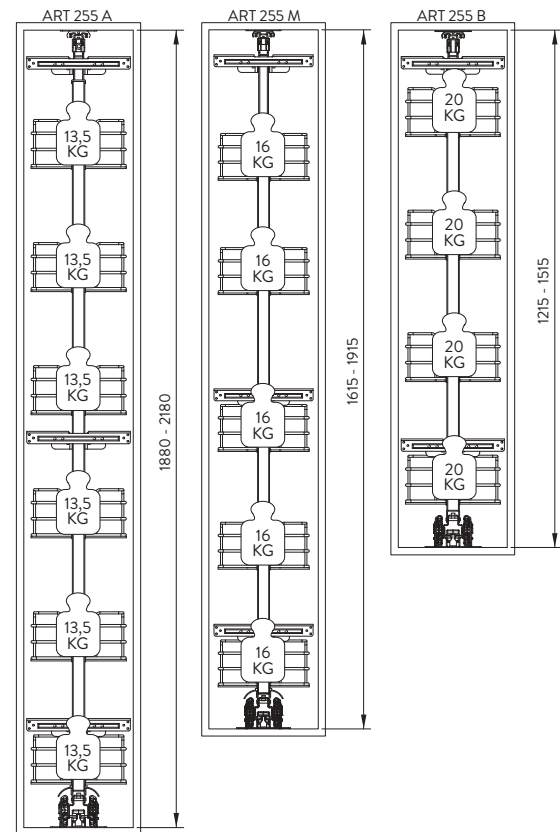 ART 255 A
13,5
KG
13,5
KG
13,5
KG
13,5
KG
13,5
KG
13,5
KG
1880 - 2180
ART 255 M
16
KG
16
KG
16
KG
16
KG
16
KG
1615 - 1915
ART 255 B
20
KG
20
KG
20
KG
20
KG
1215 - 1515